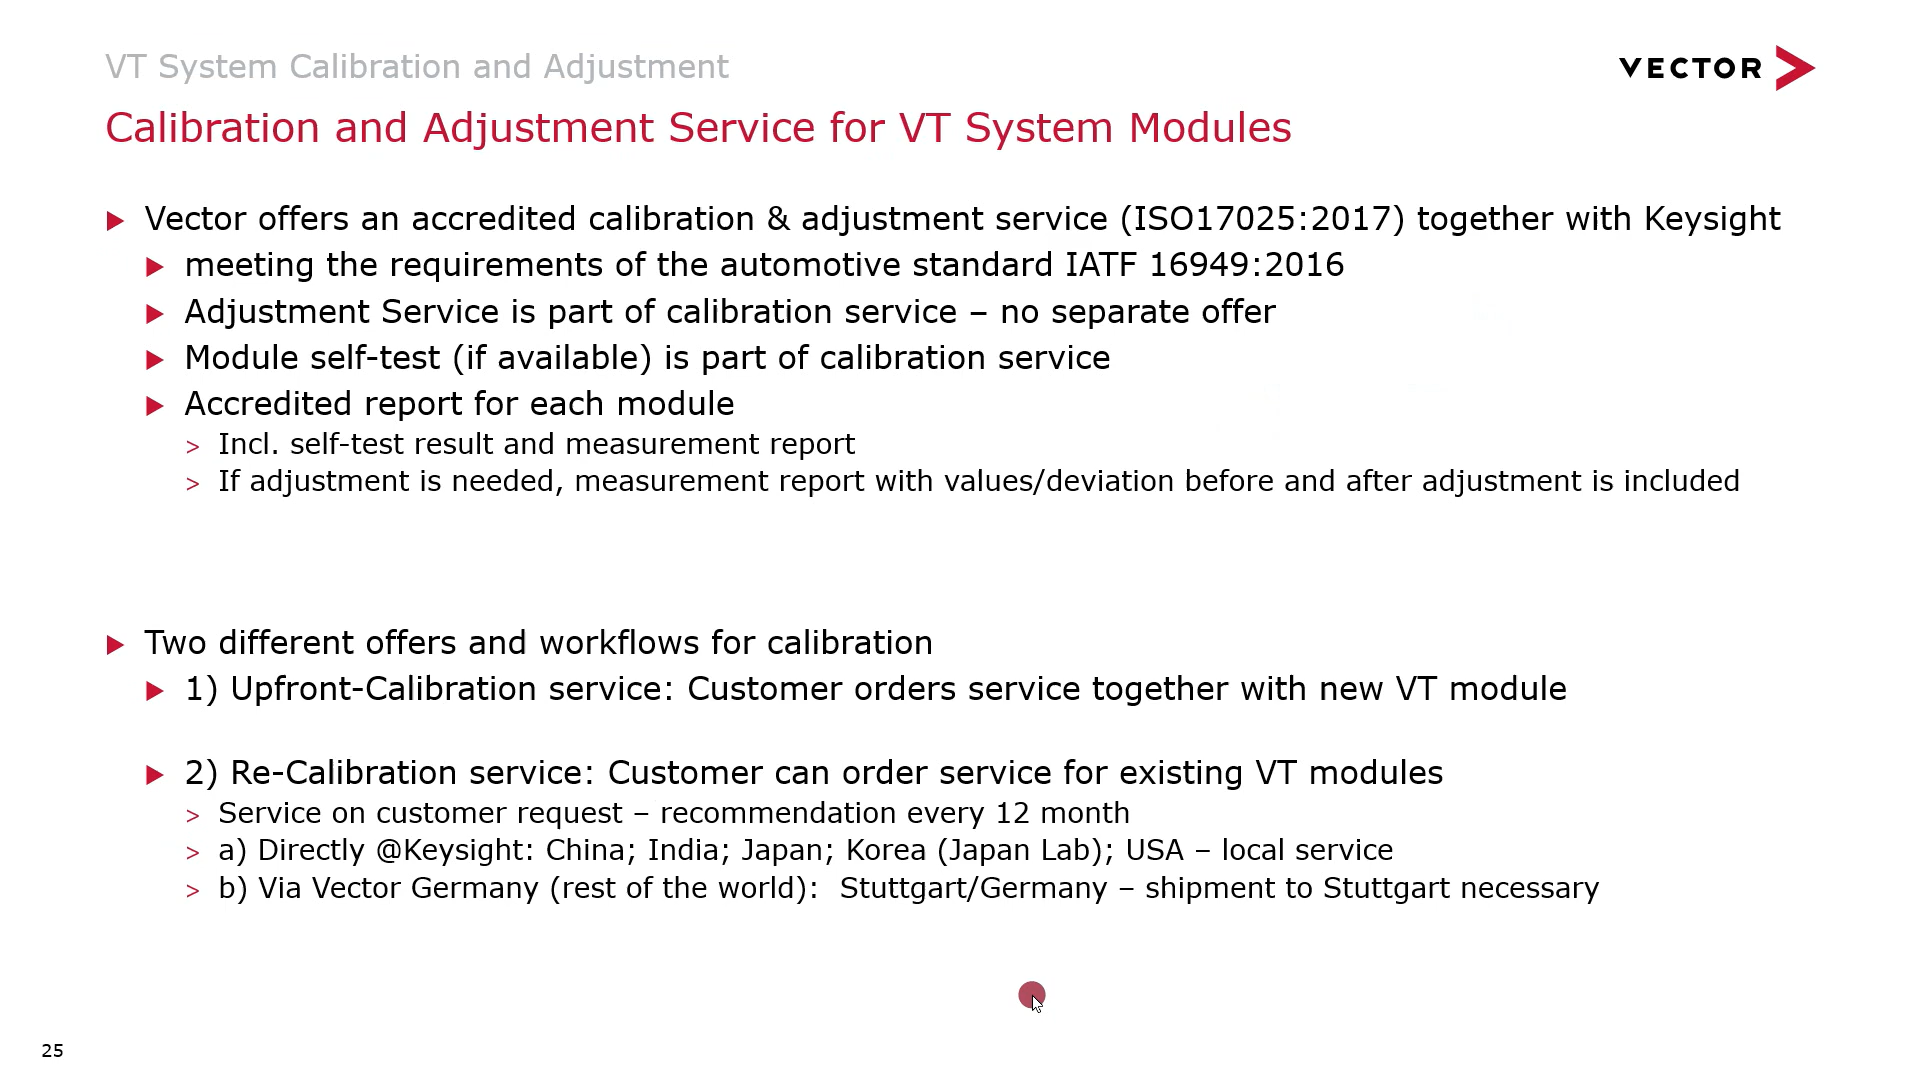 VT System Calibration and Adjustment
VECTOR
Calibration and Adjustment Service for VT System Modules
Vector offers an accredited calibration & adjustment service (ISO17025:2017) together with Keysight
meeting the requirements of the automotive standard IATF 16949:2016
Adjustment Service is part of calibration service – no separate offer
Module self-test (if available) is part of calibration service
Accredited report for each module
> Incl. self-test result and measurement report
> If adjustment is needed, measurement report with values/deviation before and after adjustment is included
Two different offers and workflows for calibration
1) Upfront-Calibration service: Customer orders service together with new VT module
2) Re-Calibration service: Customer can order service for existing VT modules
> Service on customer request – recommendation every 12 month
> a) Directly @Keysight: China; India; Japan; Korea (Japan Lab); USA – local service
> b) Via Vector Germany (rest of the world):  Stuttgart/Germany – shipment to Stuttgart necessary
25